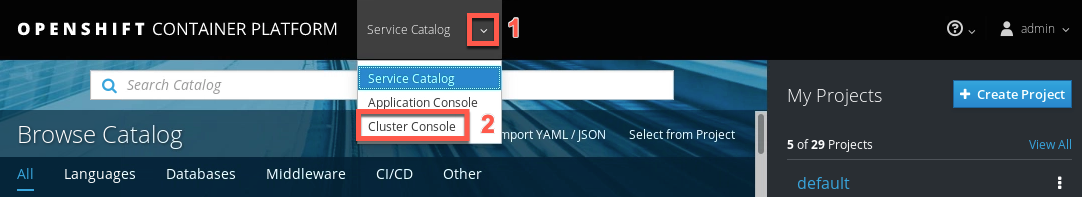 OPENSHIFT CONTAINER PLATFORM
Service Catalog
1
admin
Search Catalog
Service Catalog
Application Console
Cluster Console
2
Browse Catalog
mport YAML / JSON
Select from Project
All
Languages
Databases
Middleware
CI/CD
Other
My Projects
+ Create Project
5 of 29 Projects
View All
default